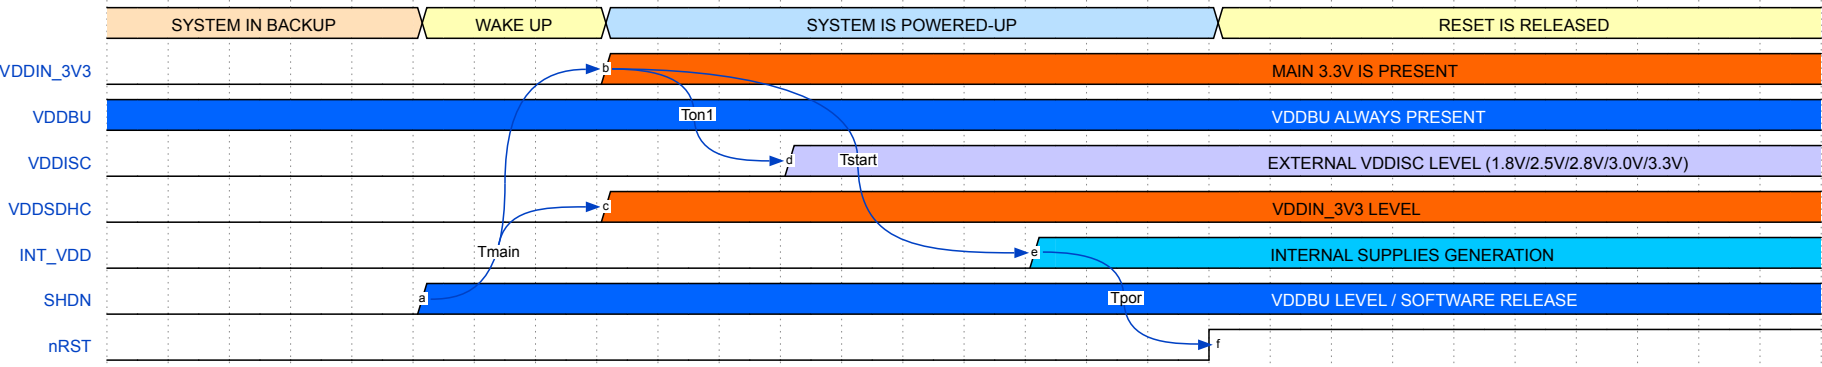 SYSTEM IN BACKUP WAKE UP SYSTEM IS POWERED-UP RESET IS RELEASED
VDDIN_3V3 b MAIN 3.3V IS PRESENT
Ton1
VDDBU VDDBU ALWAYS PRESENT
VDDISC d Tstart EXTERNAL VDDISC LEVEL (1.8V/2.5V/2.8V/3.0V/3.3V)
VDDSDHC c VDDIN_3V3 LEVEL
INT_VDD Tmain e INTERNAL SUPPLIES GENERATION
SHDN a Tpor VDDBU LEVEL / SOFTWARE RELEASE
nRST f